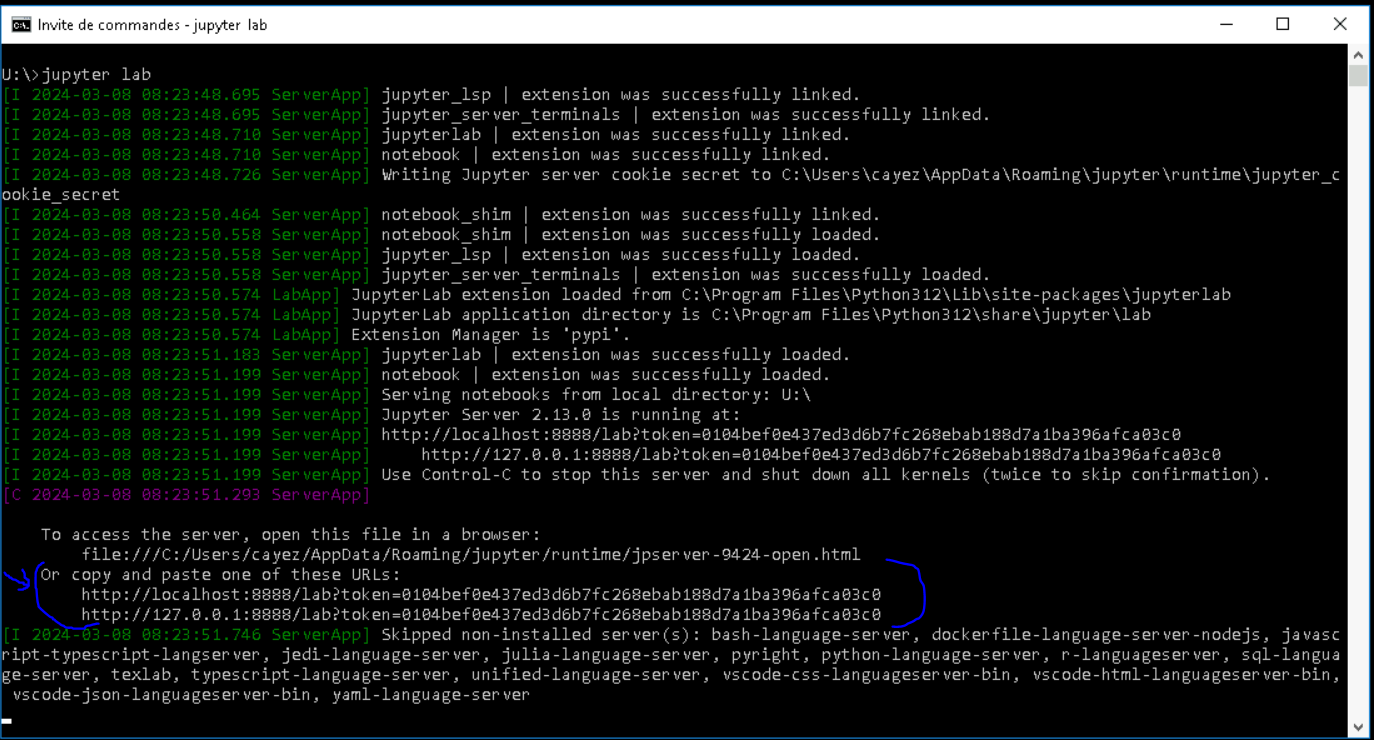 Invite de commandes - jupyter lab
U:\>jupyter lab
[I 2024-03-08 08:23:48.695 ServerApp] jupyter_lsp | extension was successfully linked.
[I 2024-03-08 08:23:48.695 ServerApp] jupyter_server_terminals | extension was successfully linked.
[I 2024-03-08 08:23:48.710 ServerApp] jupyterlab | extension was successfully linked.
[I 2024-03-08 08:23:48.710 ServerApp] notebook | extension was successfully linked.
[I 2024-03-08 08:23:48.726 ServerApp] Writing Jupyter server cookie secret to C:\Users\cayez\AppData\Roaming\jupyter\runtime\jupyter_c
ookie_secret
[I 2024-03-08 08:23:50.464 ServerApp] notebook_shim | extension was successfully linked.
[I 2024-03-08 08:23:50.558 ServerApp] notebook_shim | extension was successfully loaded.
[I 2024-03-08 08:23:50.558 ServerApp] jupyter_lsp | extension was successfully loaded.
[I 2024-03-08 08:23:50.558 ServerApp] jupyter_server_terminals | extension was successfully loaded.
[I 2024-03-08 08:23:50.574 LabApp] JupyterLab extension loaded from C:\Program Files\Python312\Lib\site-packages\jupyterlab
[I 2024-03-08 08:23:50.574 LabApp] JupyterLab application directory is C:\Program Files\Python312\share\jupyter\lab
[I 2024-03-08 08:23:50.574 LabApp] Extension Manager is 'pypi'.
[I 2024-03-08 08:23:51.183 ServerApp] jupyterlab | extension was successfully loaded.
[I 2024-03-08 08:23:51.199 ServerApp] notebook | extension was successfully loaded.
[I 2024-03-08 08:23:51.199 ServerApp] Serving notebooks from local directory: U:\
[I 2024-03-08 08:23:51.199 ServerApp] Jupyter Server 2.13.0 is running at:
[I 2024-03-08 08:23:51.199 ServerApp] http://localhost:8888/lab?token=0104bef0e437ed3d6b7fc268ebab188d7a1ba396afca03c0
[I 2024-03-08 08:23:51.199 ServerApp]     http://127.0.0.1:8888/lab?token=0104bef0e437ed3d6b7fc268ebab188d7a1ba396afca03c0
[I 2024-03-08 08:23:51.199 ServerApp] Use Control-C to stop this server and shut down all kernels (twice to skip confirmation).
[C 2024-03-08 08:23:51.293 ServerApp]
To access the server, open this file in a browser:
file:///C:/Users/cayez/AppData/Roaming/jupyter/runtime/jpserver-9424-open.html
Or copy and paste one of these URLs:
http://localhost:8888/lab?token=0104bef0e437ed3d6b7fc268ebab188d7a1ba396afca03c0
http://127.0.0.1:8888/lab?token=0104bef0e437ed3d6b7fc268ebab188d7a1ba396afca03c0
[I 2024-03-08 08:23:51.746 ServerApp] Skipped non-installed server(s): bash-language-server, dockerfile-language-server-nodejs, javasc
ript-typescript-langserver, jedi-language-server, julia-language-server, pyright, python-language-server, r-languageserver, sql-langua
ge-server, texlab, typescript-language-server, unified-language-server, vscode-css-languageserver-bin, vscode-html-languageserver-bin,
vscode-json-languageserver-bin, yaml-language-server